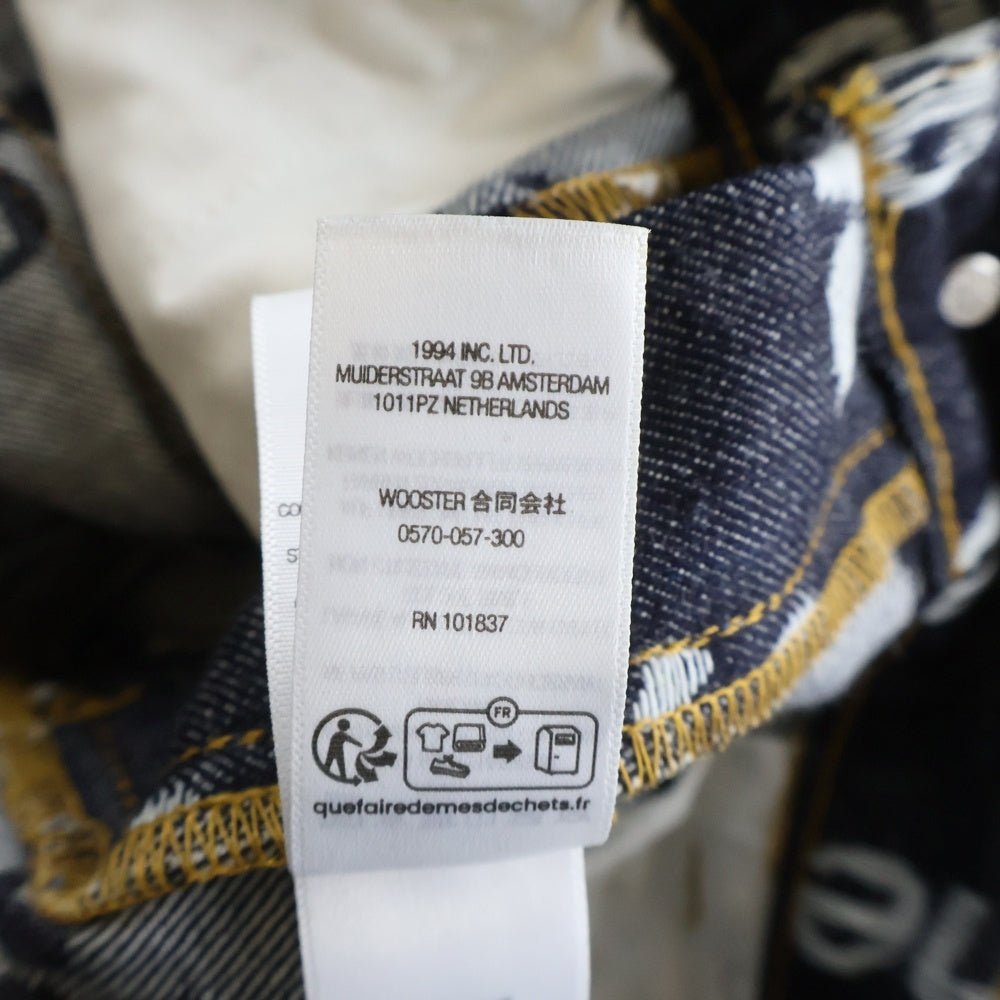 1994 INC. LTD.
MUIDERSTRAAT 9B AMSTERDAM
1011PZ NETHERLANDS
WOOSTER 合同会社
0570-057-300
RN 101837
FR
quefairedemesdechets.fr